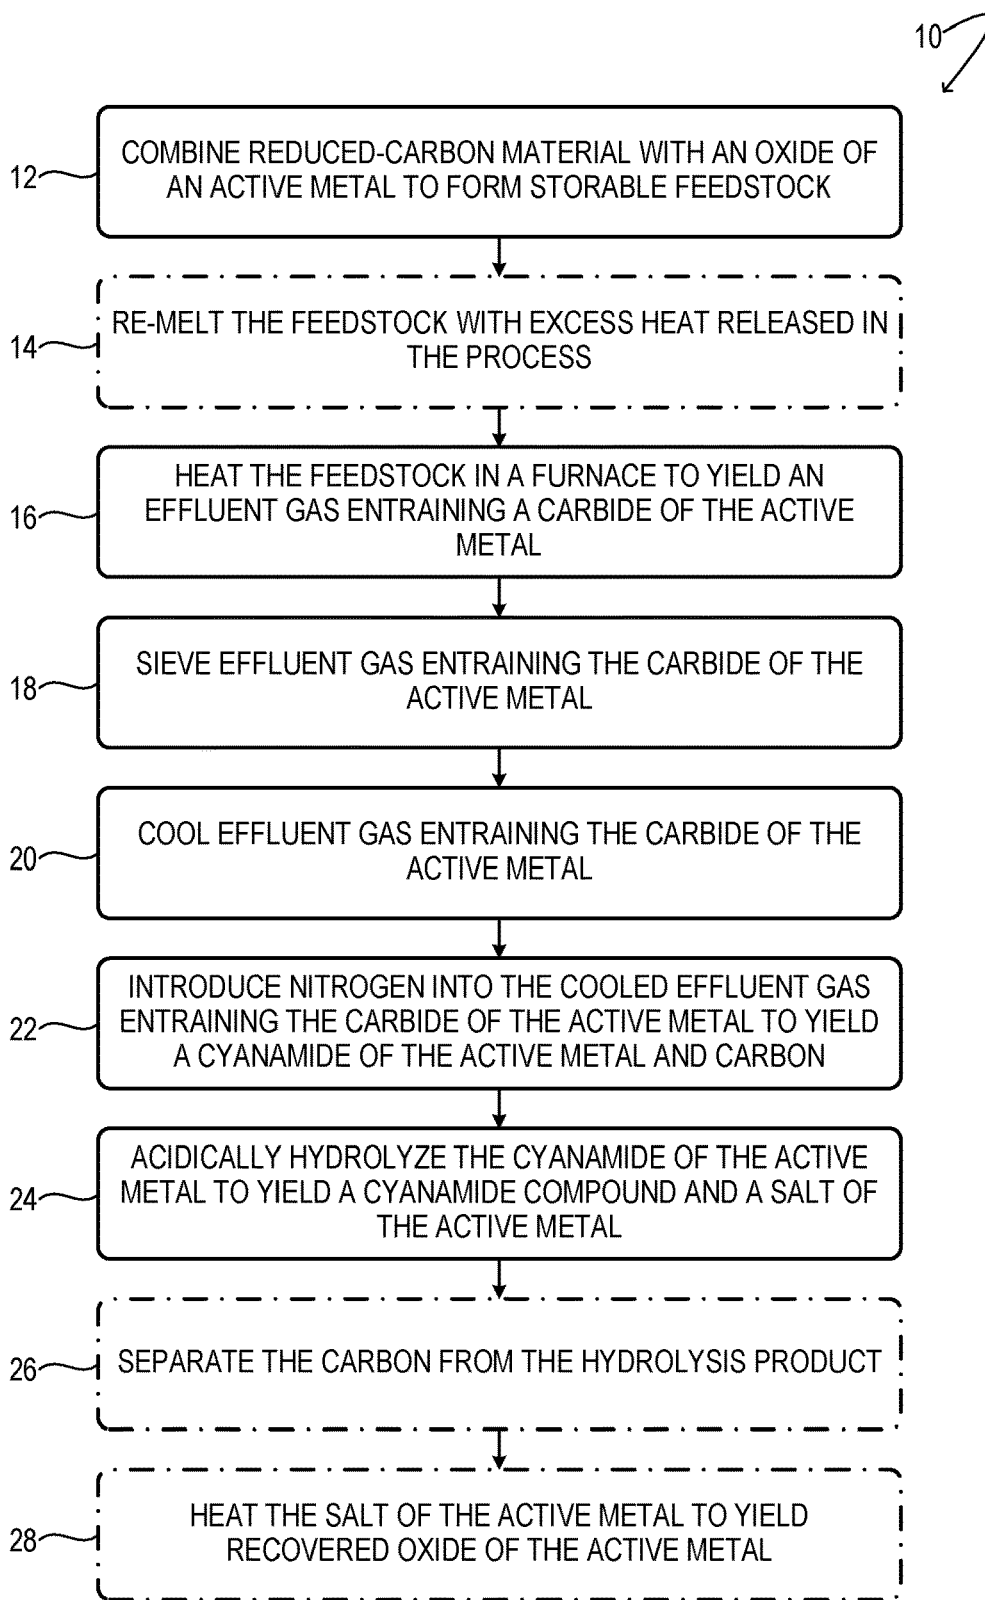 10
12
COMBINE REDUCED-CARBON MATERIAL WITH AN OXIDE OF
AN ACTIVE METAL TO FORM STORABLE FEEDSTOCK
14
RE-MELT THE FEEDSTOCK WITH EXCESS HEAT RELEASED IN
THE PROCESS
16
HEAT THE FEEDSTOCK IN A FURNACE TO YIELD AN
EFFLUENT GAS ENTRAINING A CARBIDE OF THE ACTIVE
METAL
18
SIEVE EFFLUENT GAS ENTRAINING THE CARBIDE OF THE
ACTIVE METAL
20
COOL EFFLUENT GAS ENTRAINING THE CARBIDE OF THE
ACTIVE METAL
22
INTRODUCE NITROGEN INTO THE COOLED EFFLUENT GAS
ENTRAINING THE CARBIDE OF THE ACTIVE METAL TO YIELD
A CYANAMIDE OF THE ACTIVE METAL AND CARBON
24
ACIDICALLY HYDROLYZE THE CYANAMIDE OF THE ACTIVE
METAL TO YIELD A CYANAMIDE COMPOUND AND A SALT OF
THE ACTIVE METAL
26
SEPARATE THE CARBON FROM THE HYDROLYSIS PRODUCT
28
HEAT THE SALT OF THE ACTIVE METAL TO YIELD
RECOVERED OXIDE OF THE ACTIVE METAL